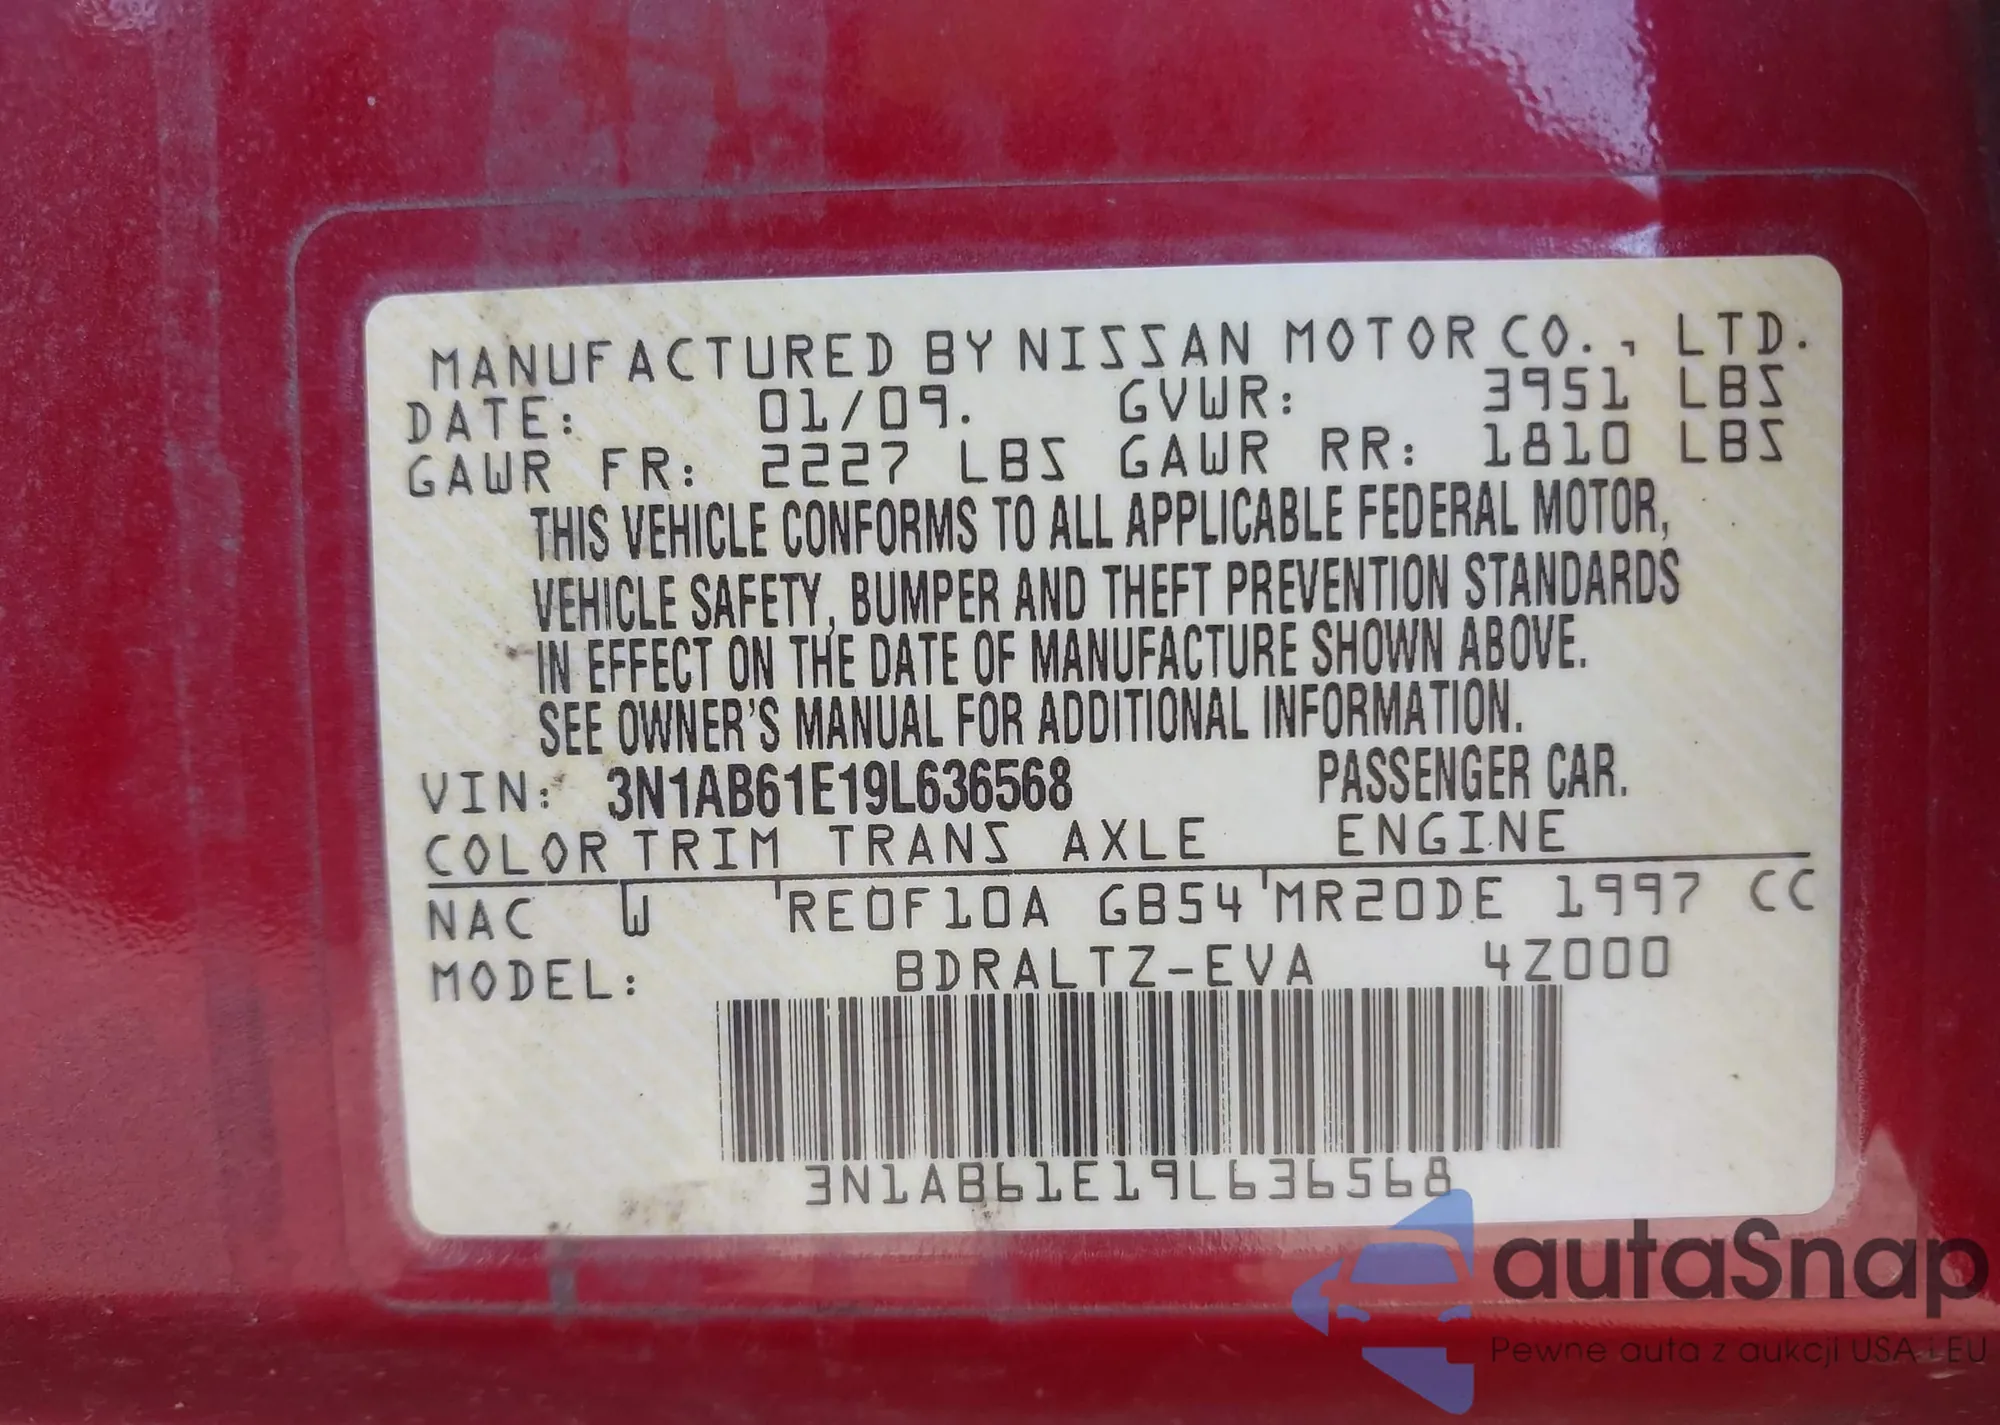 MANUFACTURED BY NISSAN MOTOR CO., LTD.
DATE: 01/09. GVWR: 3951 LBS
GAWR FR: 2227 LBS GAWR RR: 1810 LBS
THIS VEHICLE CONFORMS TO ALL APPLICABLE FEDERAL MOTOR,
VEHICLE SAFETY, BUMPER AND THEFT PREVENTION STANDARDS
IN EFFECT ON THE DATE OF MANUFACTURE SHOWN ABOVE.
SEE OWNER'S MANUAL FOR ADDITIONAL INFORMATION.
VIN: 3N1AB61E19L636568 PASSENGER CAR.
COLOR TRIM TRANS AXLE ENGINE
NAC W RE0F10A GB54 MR20DE 1997 CC
MODEL: BDRALTZ-EVA 4Z000
3N1AB61E19L636568
autaSnap
Pewne auta z aukcji USA i EU